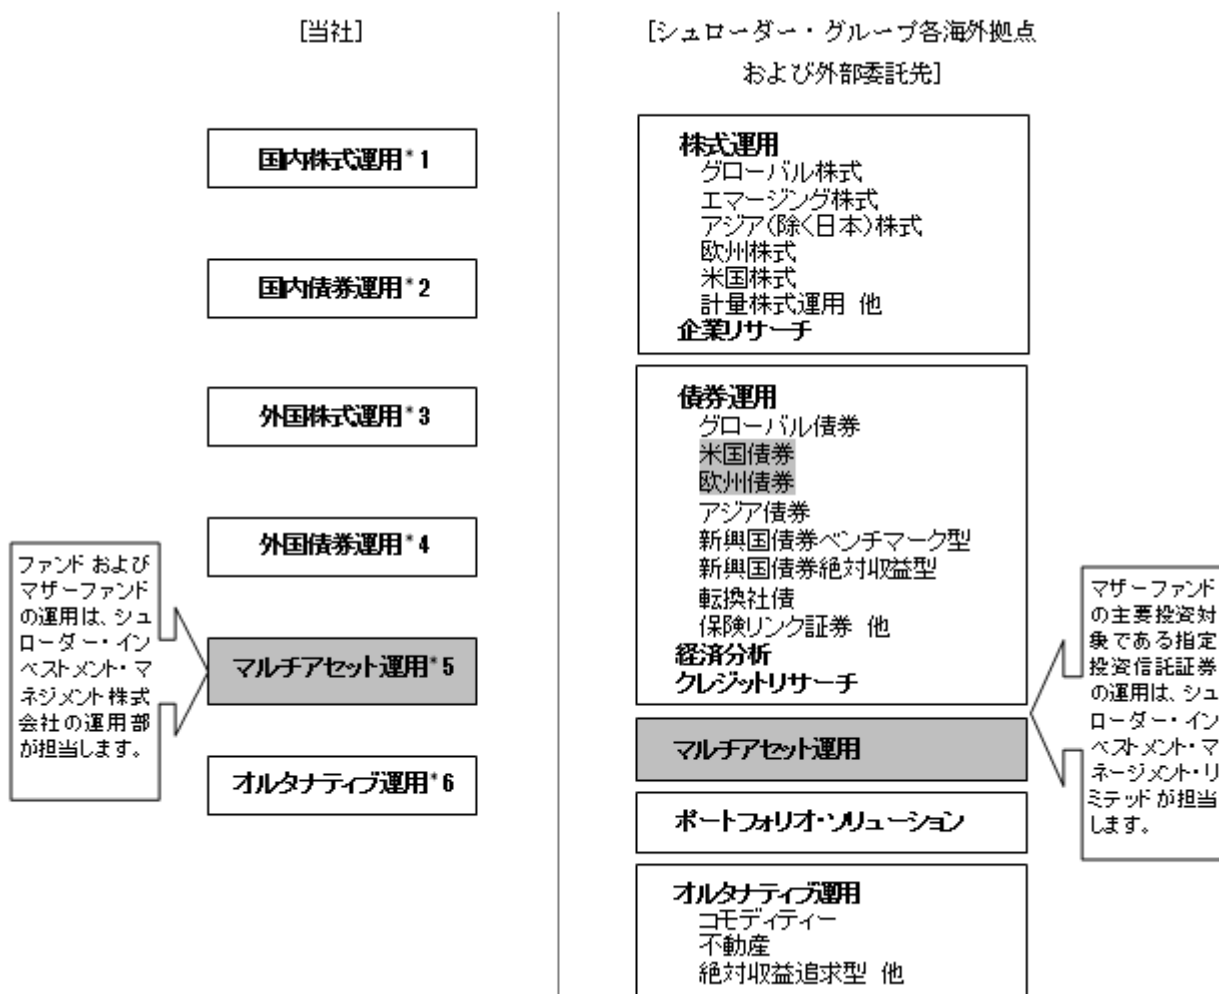 [当社]
国内株式運用*1
国内債券運用*2
外国株式運用*3
外国債券運用*4
マルチアセット運用*5
オルタナティブ運用*6
ファンド および
マザーファンド
の運用は、シュ
ローダー・イン
ベストメント・マ
ネジメント 株式
会社の運用部
が担当します。
[シュローダー・グループ各海外拠点
および外部委託先]
株式運用
グローバル株式
エマージング株式
アジア(除く日本)株式
欧州株式
米国株式
計量株式運用 他
企業リサーチ
債券運用
グローバル債券
米国債券
欧州債券
アジア債券
新興国債券ベンチマーク型
新興国債券絶対収益型
転換社債
保険リンク証券 他
経済分析
クレジットリサーチ
マルチアセット運用
ポートフォリオ・ソリューション
オルタナティブ運用
コモディティー
不動産
絶対収益追求型 他
マザーファンド
の主要投資対
象である指定
投資信託証券
の運用は、シュ
ローダー・イン
ベストメント・マ
ネージメント・リ
ミテッド が担当
します。